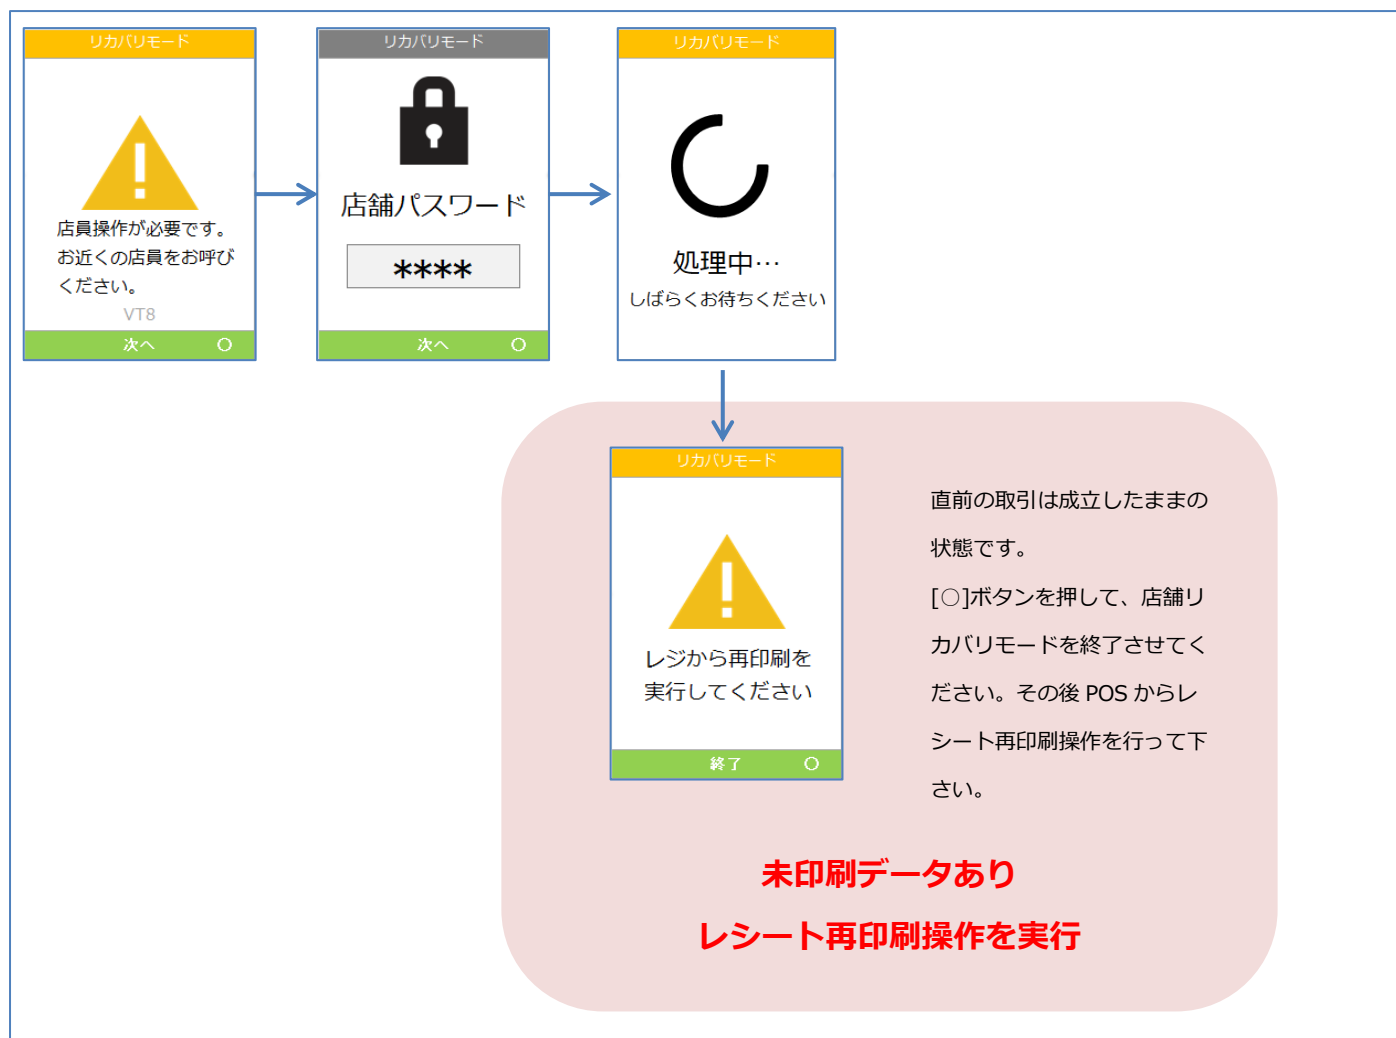 リカバリモード
店員操作が必要です。
お近くの店員をお呼び
ください。
VT8
次へ ○
リカバリモード
店舗パスワード
****
次へ ○
リカバリモード
処理中…
しばらくお待ちください
リカバリモード
レジから再印刷を
実行してください
終了 ○
直前の取引は成立したままの
状態です。
[○]ボタンを押して、店舗リ
カバリモードを終了させてく
ださい。その後 POS からレ
シート再印刷操作を行って下
さい。
未印刷データあり
レシート再印刷操作を実行